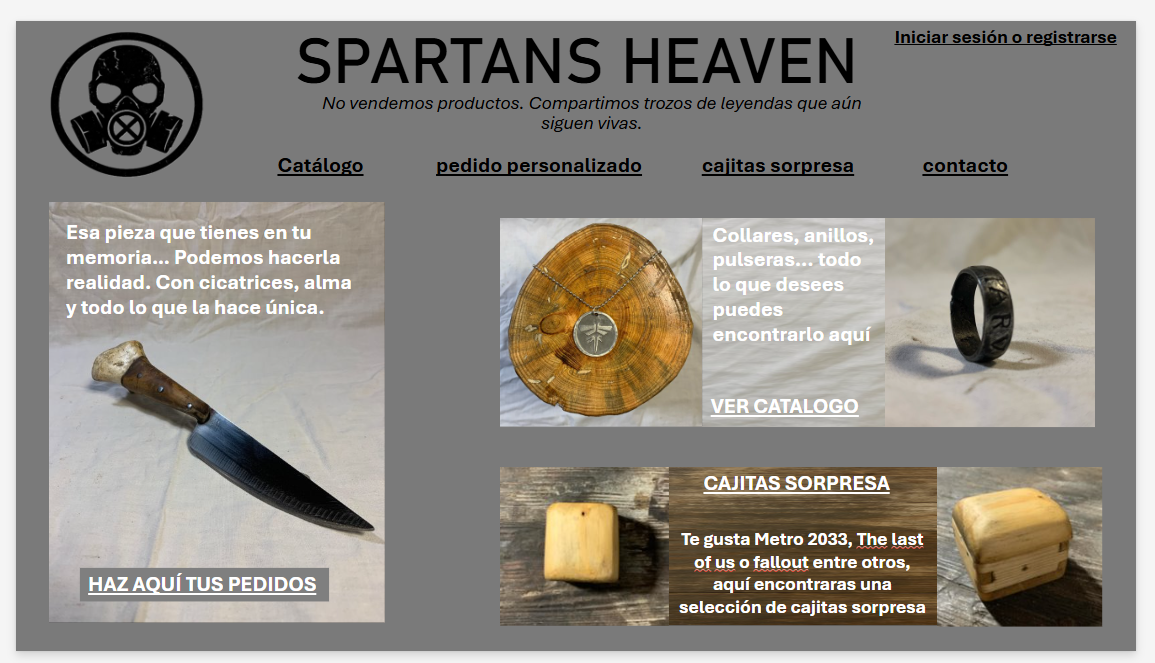 SPARTANS HEAVEN
Iniciar sesión o registrarse
No vendemos productos. Compartimos trozos de leyendas que aún
siguen vivas.
Catálogo
pedido personalizado
cajitas sorpresa
contacto
Esa pieza que tienes en tu
memoria... Podemos hacerla
realidad. Con cicatrices, alma
y todo lo que la hace única.
HAZ AQUÍ TUS PEDIDOS
Collares, anillos,
pulseras... todo
lo que desees
puedes
encontrarlo aquí
VER CATALOGO
CAJITAS SORPRESA
Te gusta Metro 2033, The last
of us o fallout entre otros,
aquí encontraras una
selección de cajitas sorpresa